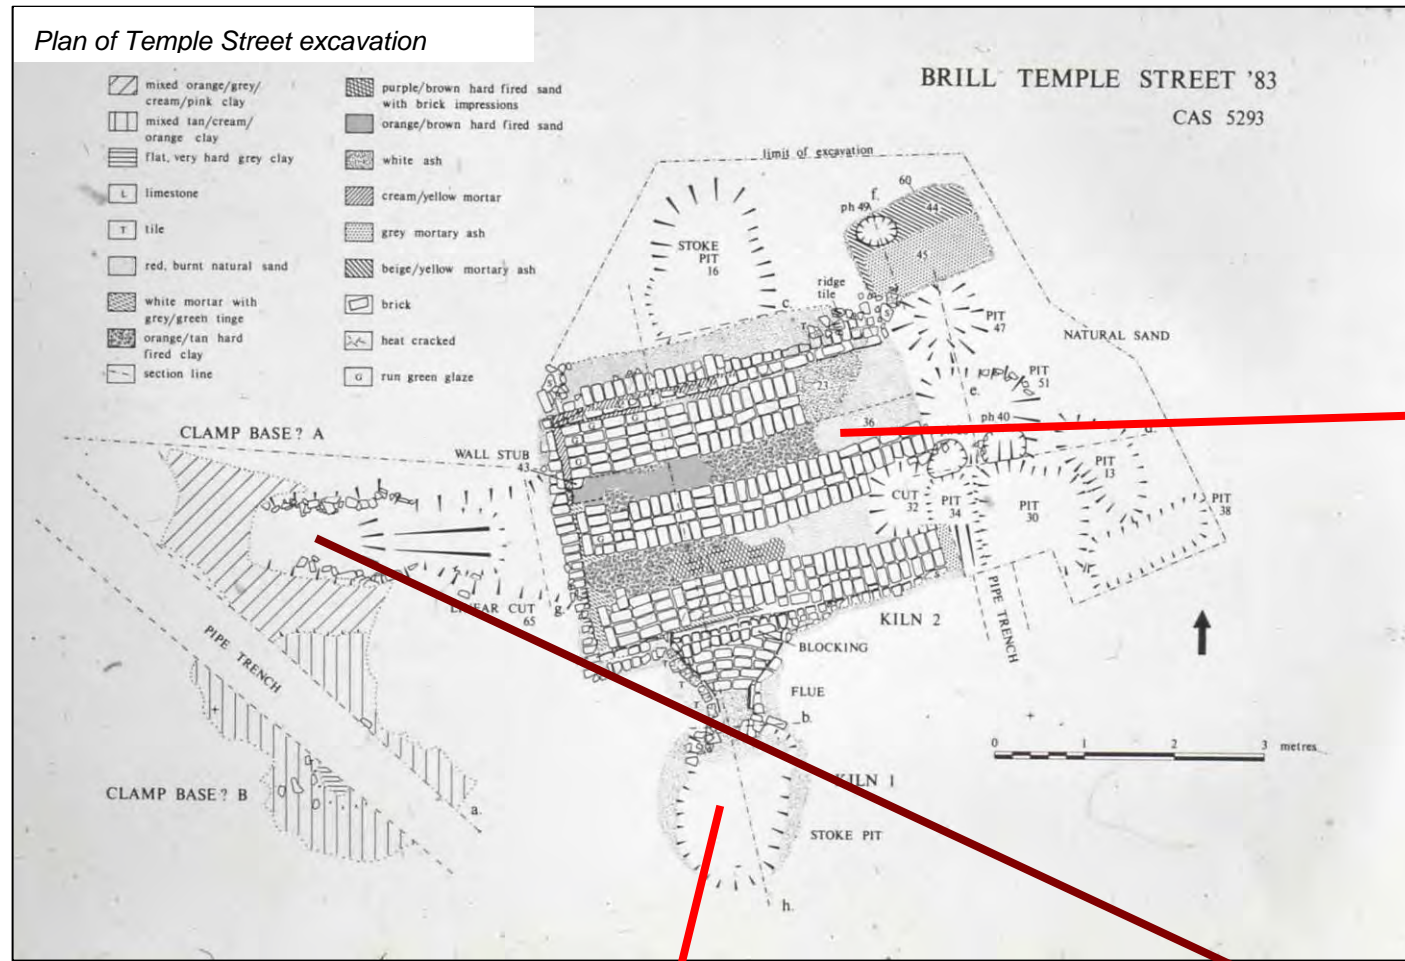 Plan of Temple Street excavation
BRILL TEMPLE STREET '83
CAS 5293
mixed orange/grey/
cream/pink clay
mixed tan/cream/
orange clay
flat, very hard grey clay
L limestone
T tile
red, burnt natural sand
white mortar with
grey/green tinge
orange/tan hard
fired clay
section line
purple/brown hard fired sand
with brick impressions
orange/brown hard fired sand
white ash
cream/yellow mortar
grey mortary ash
beige/yellow mortary ash
brick
heat cracked
G run green glaze
limit of excavation
60
f.
ph 49
44
45
STOKE
PIT
16
c.
ridge
tile
T
S
PIT
47
NATURAL SAND
PIT
51
e.
ph 40
d.
23
36
S
G
G
G
G
CLAMP BASE? A
WALL STUB
43
PIT
13
PIT
38
CUT
32
PIT
34
PIT
30
G
LINEAR CUT
65
g.
S
KILN 2
PIPE TRENCH
PIPE TRENCH
BLOCKING
FLUE
T
T
b.
0 1 2 3 metres
KILN 1
STOKE PIT
CLAMP BASE? B
a.
h.